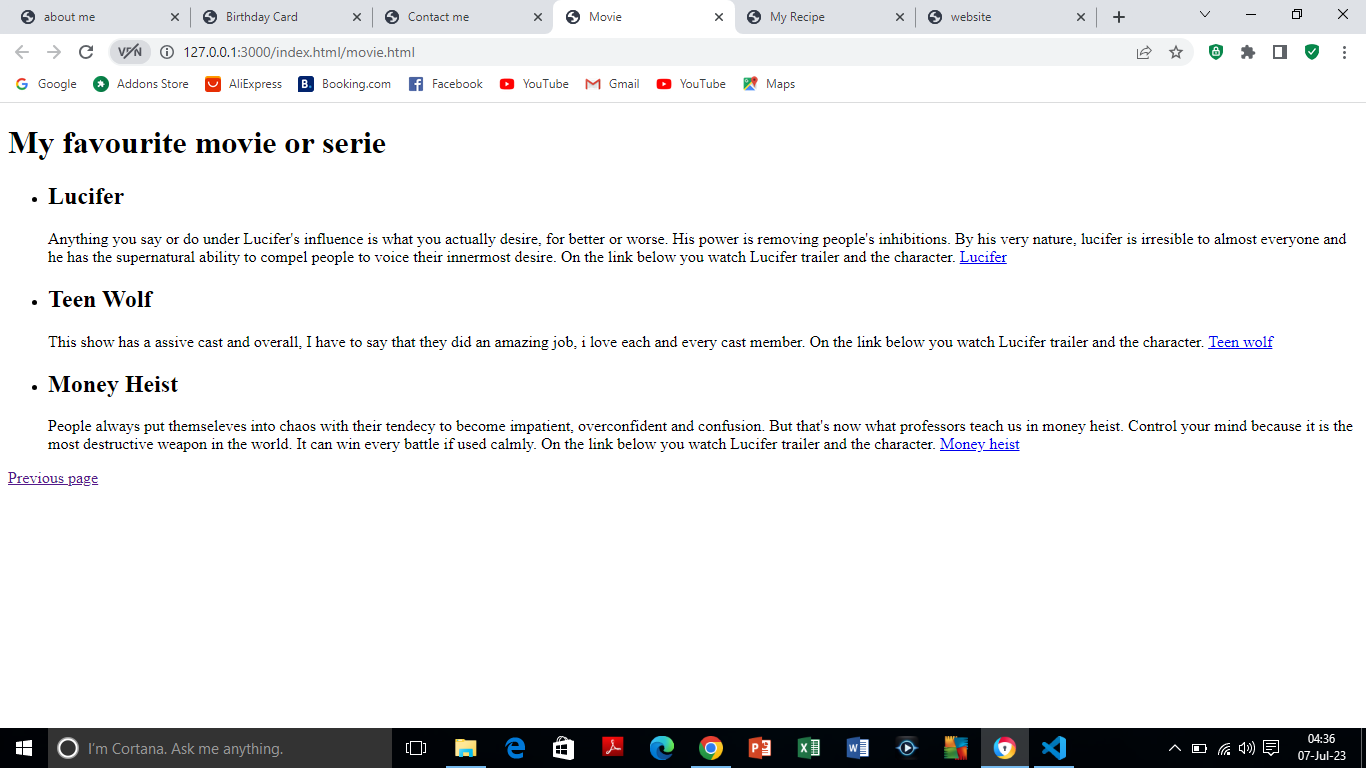 about me
Birthday Card
Contact me
Movie
My Recipe
website
VPN
127.0.0.1:3000/index.html/movie.html
Google
Addons Store
AliExpress
B.
Booking.com
Facebook
YouTube
Gmail
YouTube
Maps
My favourite movie or serie
• Lucifer
Anything you say or do under Lucifer's influence is what you actually desire, for better or worse. His power is removing people's inhibitions. By his very nature, lucifer is irresible to almost everyone and
he has the supernatural ability to compel people to voice their innermost desire. On the link below you watch Lucifer trailer and the character. Lucifer
• Teen Wolf
This show has a assive cast and overall, I have to say that they did an amazing job, i love each and every cast member. On the link below you watch Lucifer trailer and the character. Teen wolf
• Money Heist
People always put themseleves into chaos with their tendecy to become impatient, overconfident and confusion. But that's now what professors teach us in money heist. Control your mind because it is the
most destructive weapon in the world. It can win every battle if used calmly. On the link below you watch Lucifer trailer and the character. Money heist
Previous page
I'm Cortana. Ask me anything.
04:36
07-Jul-23